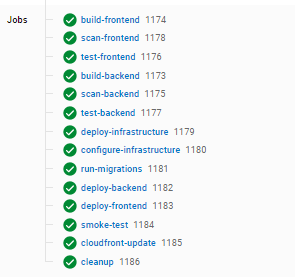 Jobs
build-frontend 1174
scan-frontend 1178
test-frontend 1176
build-backend 1173
scan-backend 1175
test-backend 1177
deploy-infrastructure 1179
configure-infrastructure 1180
run-migrations 1181
deploy-backend 1182
deploy-frontend 1183
smoke-test 1184
cloudfront-update 1185
cleanup 1186